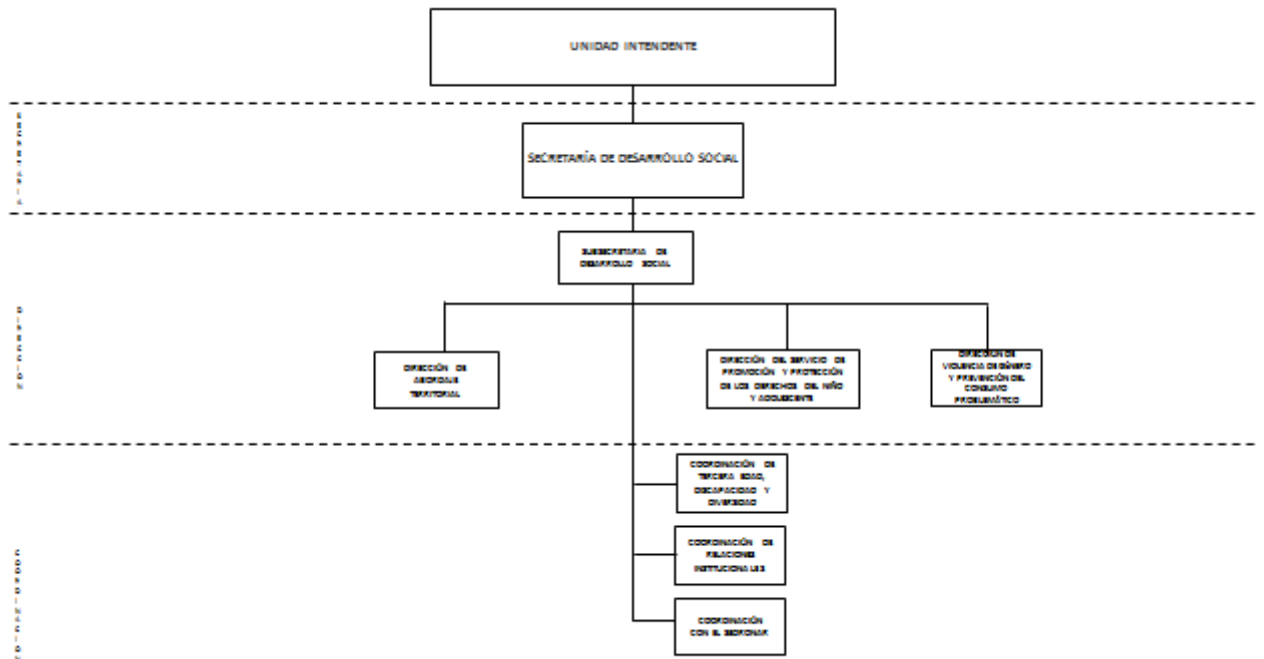 UNIDAD INTENDENTE
SECRETARÍA
SECRETARÍA DE DESARROLLO SOCIAL
SUBSECRETARIA DE
DESARROLLO SOCIAL
DIRECCIÓN
DIRECCIÓN DE
ABORDAJE
TERRITORIAL
DIRECCIÓN DEL SERVICIO DE
PROMOCIÓN Y PROTECCIÓN
DE LOS DERECHOS DEL NIÑO
Y ADOLESCENTE
DIRECCIÓN DE
VIOLENCIA DE GÉNERO
Y PREVENCIÓN DEL
CONSUMO
PROBLEMÁTICO
COORDINACIÓN DE
TERCERA EDAD,
DISCAPACIDAD Y
DIVERSIDAD
COORDINACIÓN DE
RELACIONES
INSTITUCIONALES
COORDINACIÓN
CON EL SEDRONAR